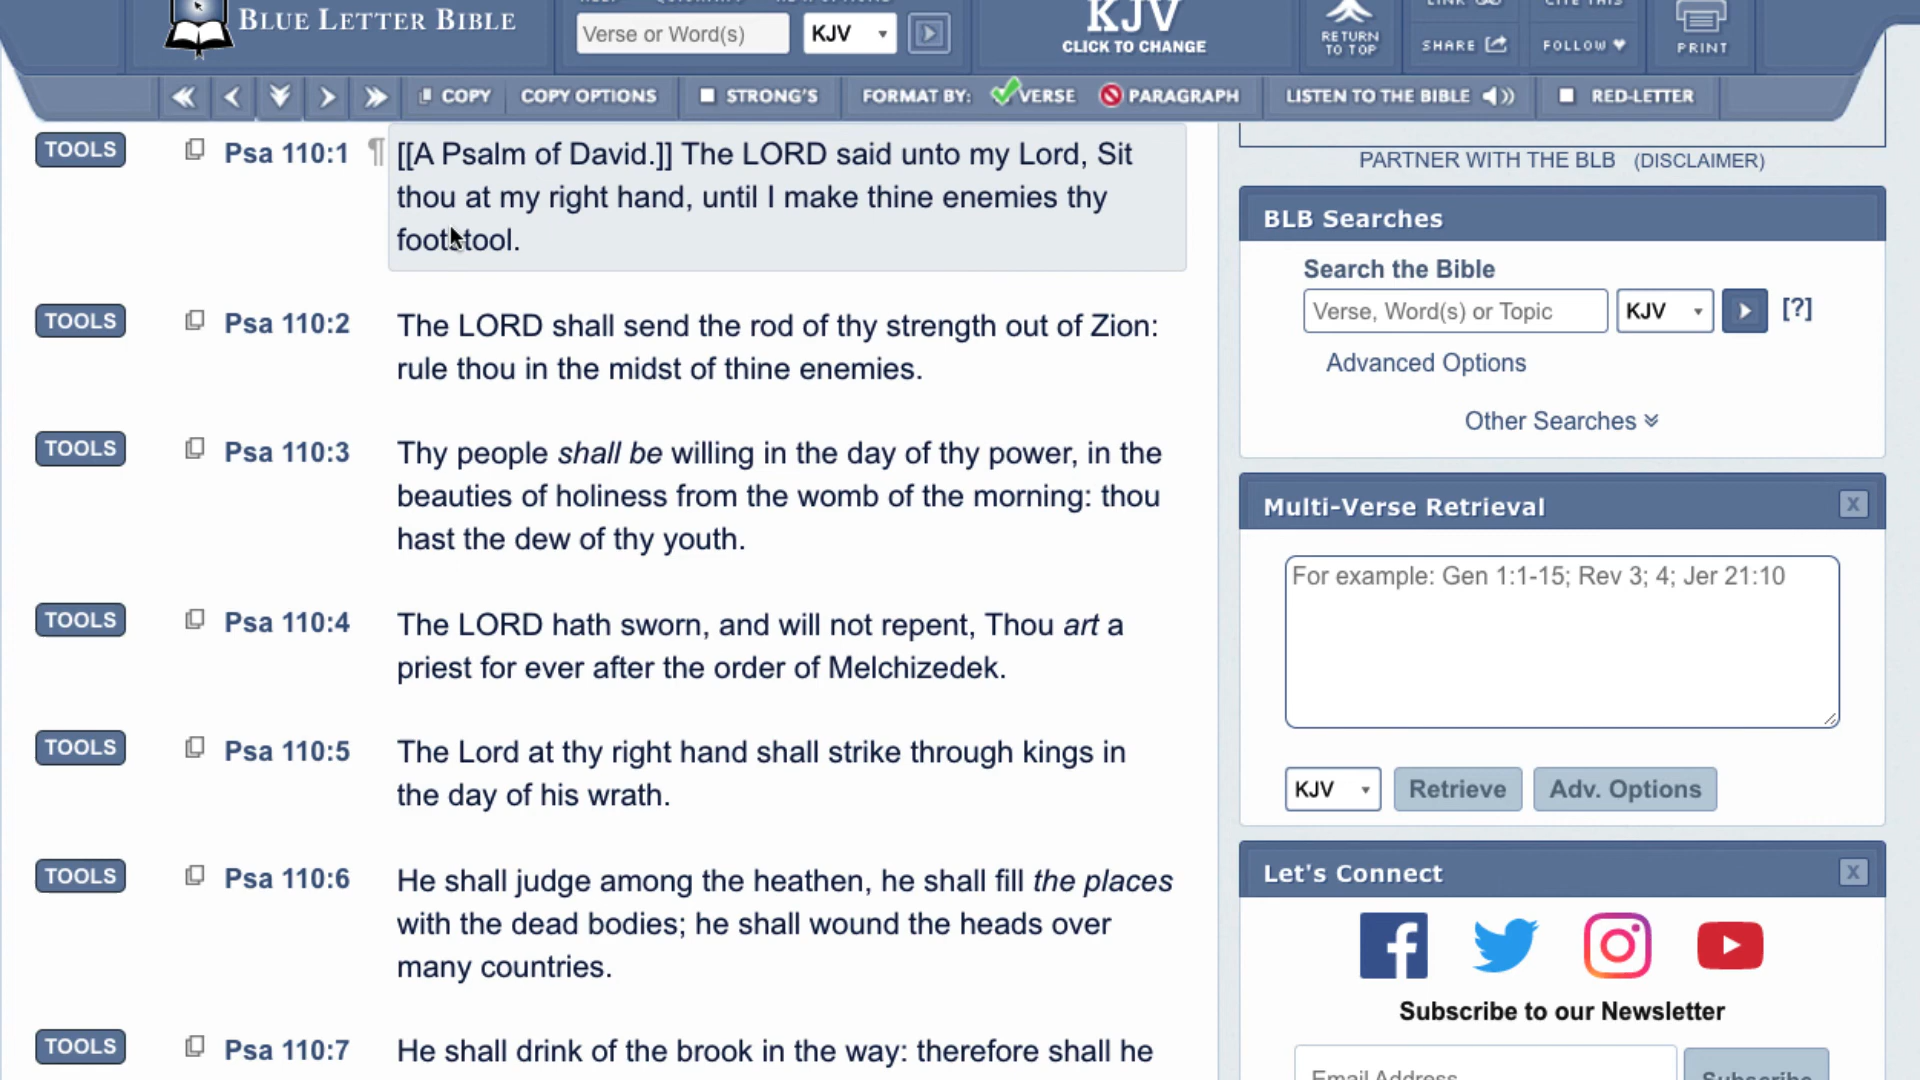 BLUE LETTER BIBLE
Verse or Word(s)
KJV
KJV
CLICK TO CHANGE
RETURN
TO TOP
LINK
CITE THIS
SHARE
FOLLOW
PRINT
COPY
COPY OPTIONS
STRONG'S
FORMAT BY:
VERSE
PARAGRAPH
LISTEN TO THE BIBLE
RED-LETTER
TOOLS
Psa 110:1
¶
[[A Psalm of David.]] The LORD said unto my Lord, Sit
thou at my right hand, until I make thine enemies thy
footstool.
TOOLS
Psa 110:2
The LORD shall send the rod of thy strength out of Zion:
rule thou in the midst of thine enemies.
TOOLS
Psa 110:3
Thy people shall be willing in the day of thy power, in the
beauties of holiness from the womb of the morning: thou
hast the dew of thy youth.
TOOLS
Psa 110:4
The LORD hath sworn, and will not repent, Thou art a
priest for ever after the order of Melchizedek.
TOOLS
Psa 110:5
The Lord at thy right hand shall strike through kings in
the day of his wrath.
TOOLS
Psa 110:6
He shall judge among the heathen, he shall fill the places
with the dead bodies; he shall wound the heads over
many countries.
TOOLS
Psa 110:7
He shall drink of the brook in the way: therefore shall he
PARTNER WITH THE BLB (DISCLAIMER)
BLB Searches
Search the Bible
Verse, Word(s) or Topic
KJV
[?]
Advanced Options
Other Searches
Multi-Verse Retrieval
X
For example: Gen 1:1-15; Rev 3; 4; Jer 21:10
KJV
Retrieve
Adv. Options
Let's Connect
X
Subscribe to our Newsletter
Email Address
Subscribe